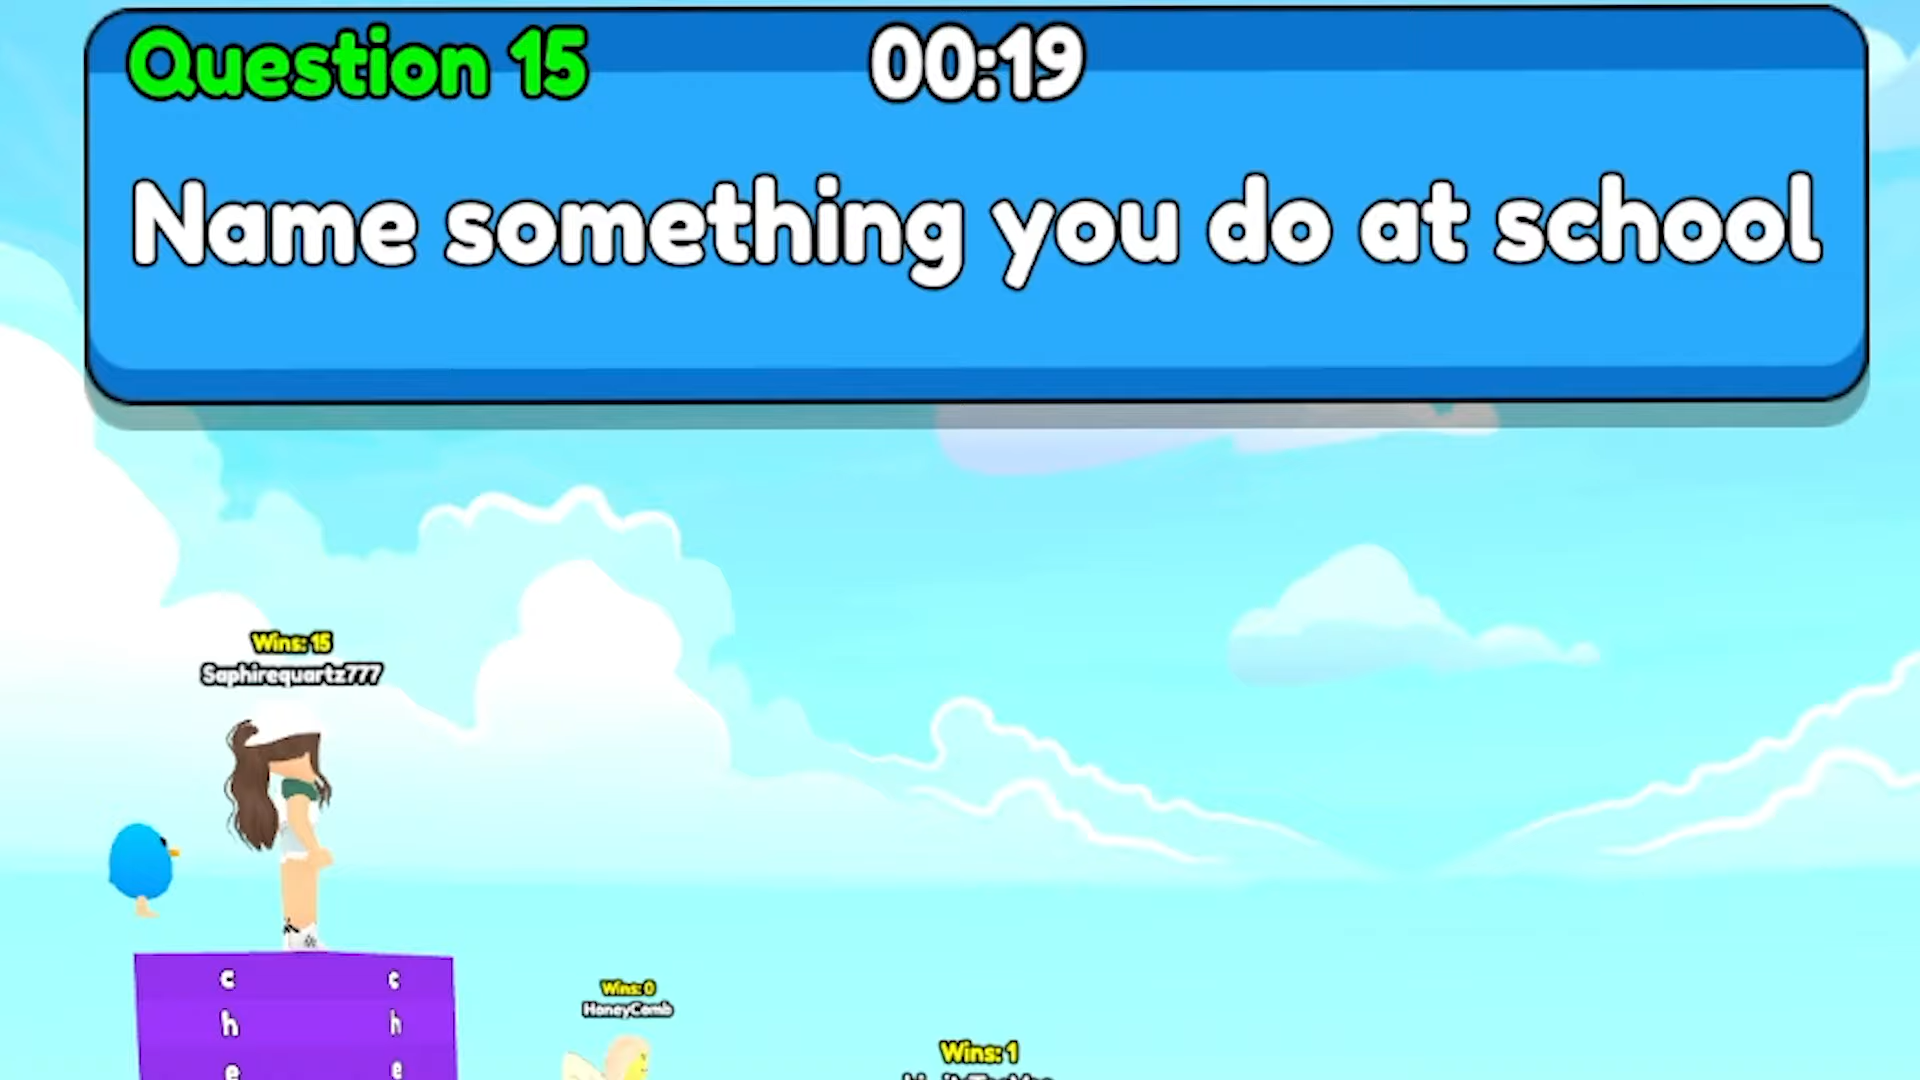 Question 15
00:19
Name something you do at school
Wins: 15
Saphirequartz777
c c
h h
e e
Wins: 0
HoneyComb
Wins: 1